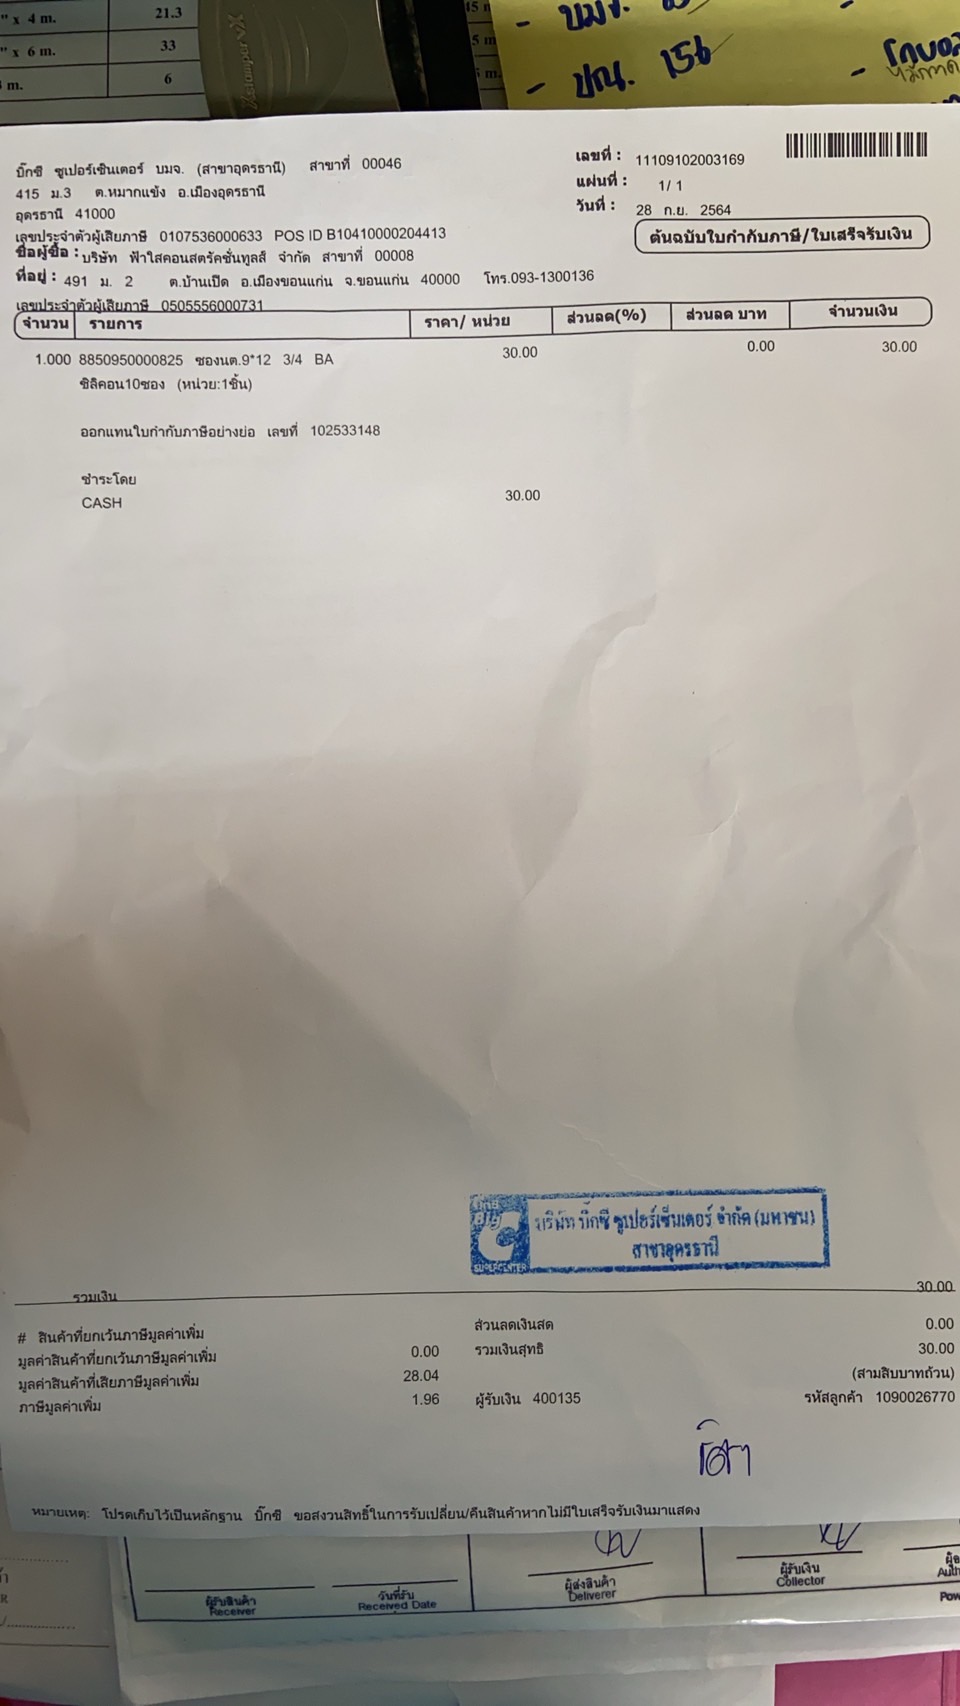 " x 4 m. 21.3
" x 6 m. 33
m. 6
- ปณ. 156
บิ๊กซี ซูเปอร์เซ็นเตอร์ บมจ. (สาขาอุดรธานี) สาขาที่ 00046
415 ม.3 ต.หมากแข้ง อ.เมืองอุดรธานี
อุดรธานี 41000
เลขประจำตัวผู้เสียภาษี 0107536000633 POS ID B10410000204413
เลขที่ : 11109102003169
แผ่นที่ : 1/ 1
วันที่ : 28 ก.ย. 2564
ต้นฉบับใบกำกับภาษี/ใบเสร็จรับเงิน
ชื่อผู้ซื้อ : บริษัท ฟ้าใสคอนสตรัคชั่นทูลส์ จำกัด สาขาที่ 00008
ที่อยู่ : 491 ม. 2 ต.บ้านเป็ด อ.เมืองขอนแก่น จ.ขอนแก่น 40000 โทร.093-1300136
เลขประจำตัวผู้เสียภาษี 0505556000731
จำนวน รายการ ราคา/ หน่วย ส่วนลด(%) ส่วนลด บาท จำนวนเงิน
1.000 8850950000825 ซองนต.9*12 3/4 BA 30.00 0.00 30.00
ซิลิคอน10ซอง (หน่วย:1ชิ้น)
ออกแทนใบกำกับภาษีอย่างย่อ เลขที่ 102533148
ชำระโดย
CASH 30.00
บิ๊กซี Big C SUPERCENTER
บริษัท บิ๊กซี ซูเปอร์เซ็นเตอร์ จำกัด (มหาชน)
สาขาอุดรธานี
รวมเงิน 30.00
# สินค้าที่ยกเว้นภาษีมูลค่าเพิ่ม ส่วนลดเงินสด 0.00
มูลค่าสินค้าที่ยกเว้นภาษีมูลค่าเพิ่ม 0.00 รวมเงินสุทธิ 30.00
มูลค่าสินค้าที่เสียภาษีมูลค่าเพิ่ม 28.04 (สามสิบบาทถ้วน)
ภาษีมูลค่าเพิ่ม 1.96 ผู้รับเงิน 400135 รหัสลูกค้า 1090026770
หมายเหตุ: โปรดเก็บไว้เป็นหลักฐาน บิ๊กซี ขอสงวนสิทธิ์ในการรับเปลี่ยน/คืนสินค้าหากไม่มีใบเสร็จรับเงินมาแสดง
ผู้รับสินค้า วันที่รับ ผู้ส่งสินค้า ผู้รับเงิน
Receiver Received Date Deliverer Collector